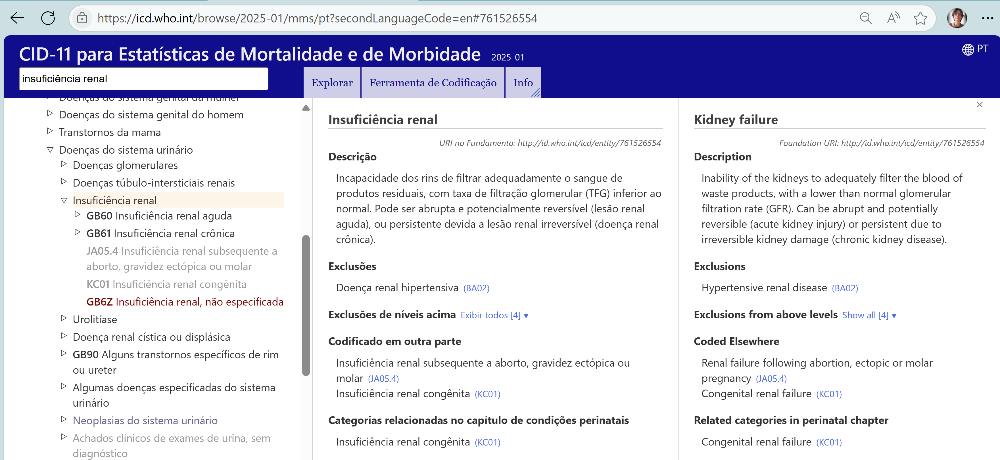 https://icd.who.int/browse/2025-01/mms/pt?secondLanguageCode=en#761526554
CID-11 para Estatísticas de Mortalidade e de Morbidade 2025-01
PT
insuficiência renal
Explorar
Ferramenta de Codificação
Info
Doenças do sistema genital da mulher
Doenças do sistema genital do homem
Transtornos da mama
Doenças do sistema urinário
Doenças glomerulares
Doenças túbulo-intersticiais renais
Insuficiência renal
GB60 Insuficiência renal aguda
GB61 Insuficiência renal crônica
JA05.4 Insuficiência renal subsequente a
aborto, gravidez ectópica ou molar
KC01 Insuficiência renal congênita
GB6Z Insuficiência renal, não especificada
Urolitíase
Doença renal cística ou displásica
GB90 Alguns transtornos específicos de rim
ou ureter
Algumas doenças especificadas do sistema
urinário
Neoplasias do sistema urinário
Achados clínicos de exames de urina, sem
diagnóstico
Insuficiência renal
URI no Fundamento: http://id.who.int/icd/entity/761526554
Descrição
Incapacidade dos rins de filtrar adequadamente o sangue de
produtos residuais, com taxa de filtração glomerular (TFG) inferior ao
normal. Pode ser abrupta e potencialmente reversível (lesão renal
aguda), ou persistente devida a lesão renal irreversível (doença renal
crônica).
Exclusões
Doença renal hipertensiva (BA02)
Exclusões de níveis acima Exibir todos [4] ▼
Codificado em outra parte
Insuficiência renal subsequente a aborto, gravidez ectópica ou
molar (JA05.4)
Insuficiência renal congênita (KC01)
Categorias relacionadas no capítulo de condições perinatais
Insuficiência renal congênita (KC01)
Kidney failure
Foundation URI: http://id.who.int/icd/entity/761526554
Description
Inability of the kidneys to adequately filter the blood of
waste products, with a lower than normal glomerular
filtration rate (GFR). Can be abrupt and potentially
reversible (acute kidney injury) or persistent due to
irreversible kidney damage (chronic kidney disease).
Exclusions
Hypertensive renal disease (BA02)
Exclusions from above levels Show all [4] ▼
Coded Elsewhere
Renal failure following abortion, ectopic or molar
pregnancy (JA05.4)
Congenital renal failure (KC01)
Related categories in perinatal chapter
Congenital renal failure (KC01)